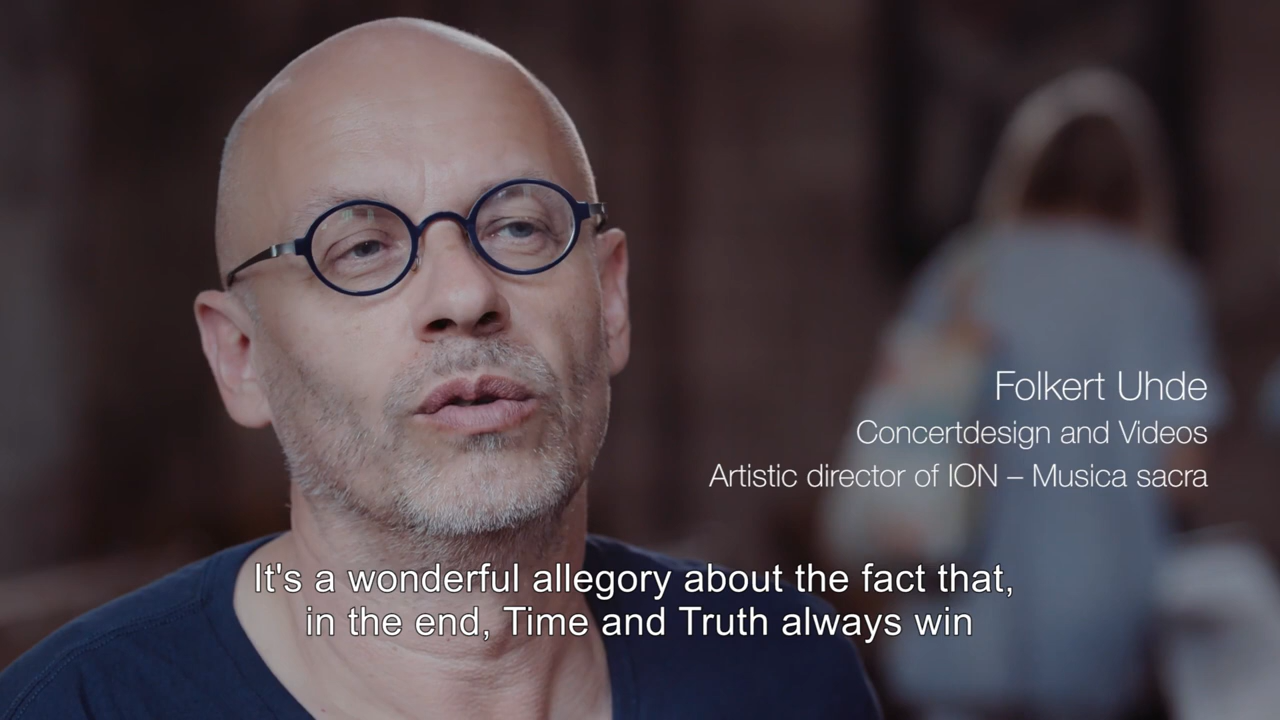 Folkert Uhde
Concertdesign and Videos
Artistic director of ION – Musica sacra
It's a wonderful allegory about the fact that,
in the end, Time and Truth always win